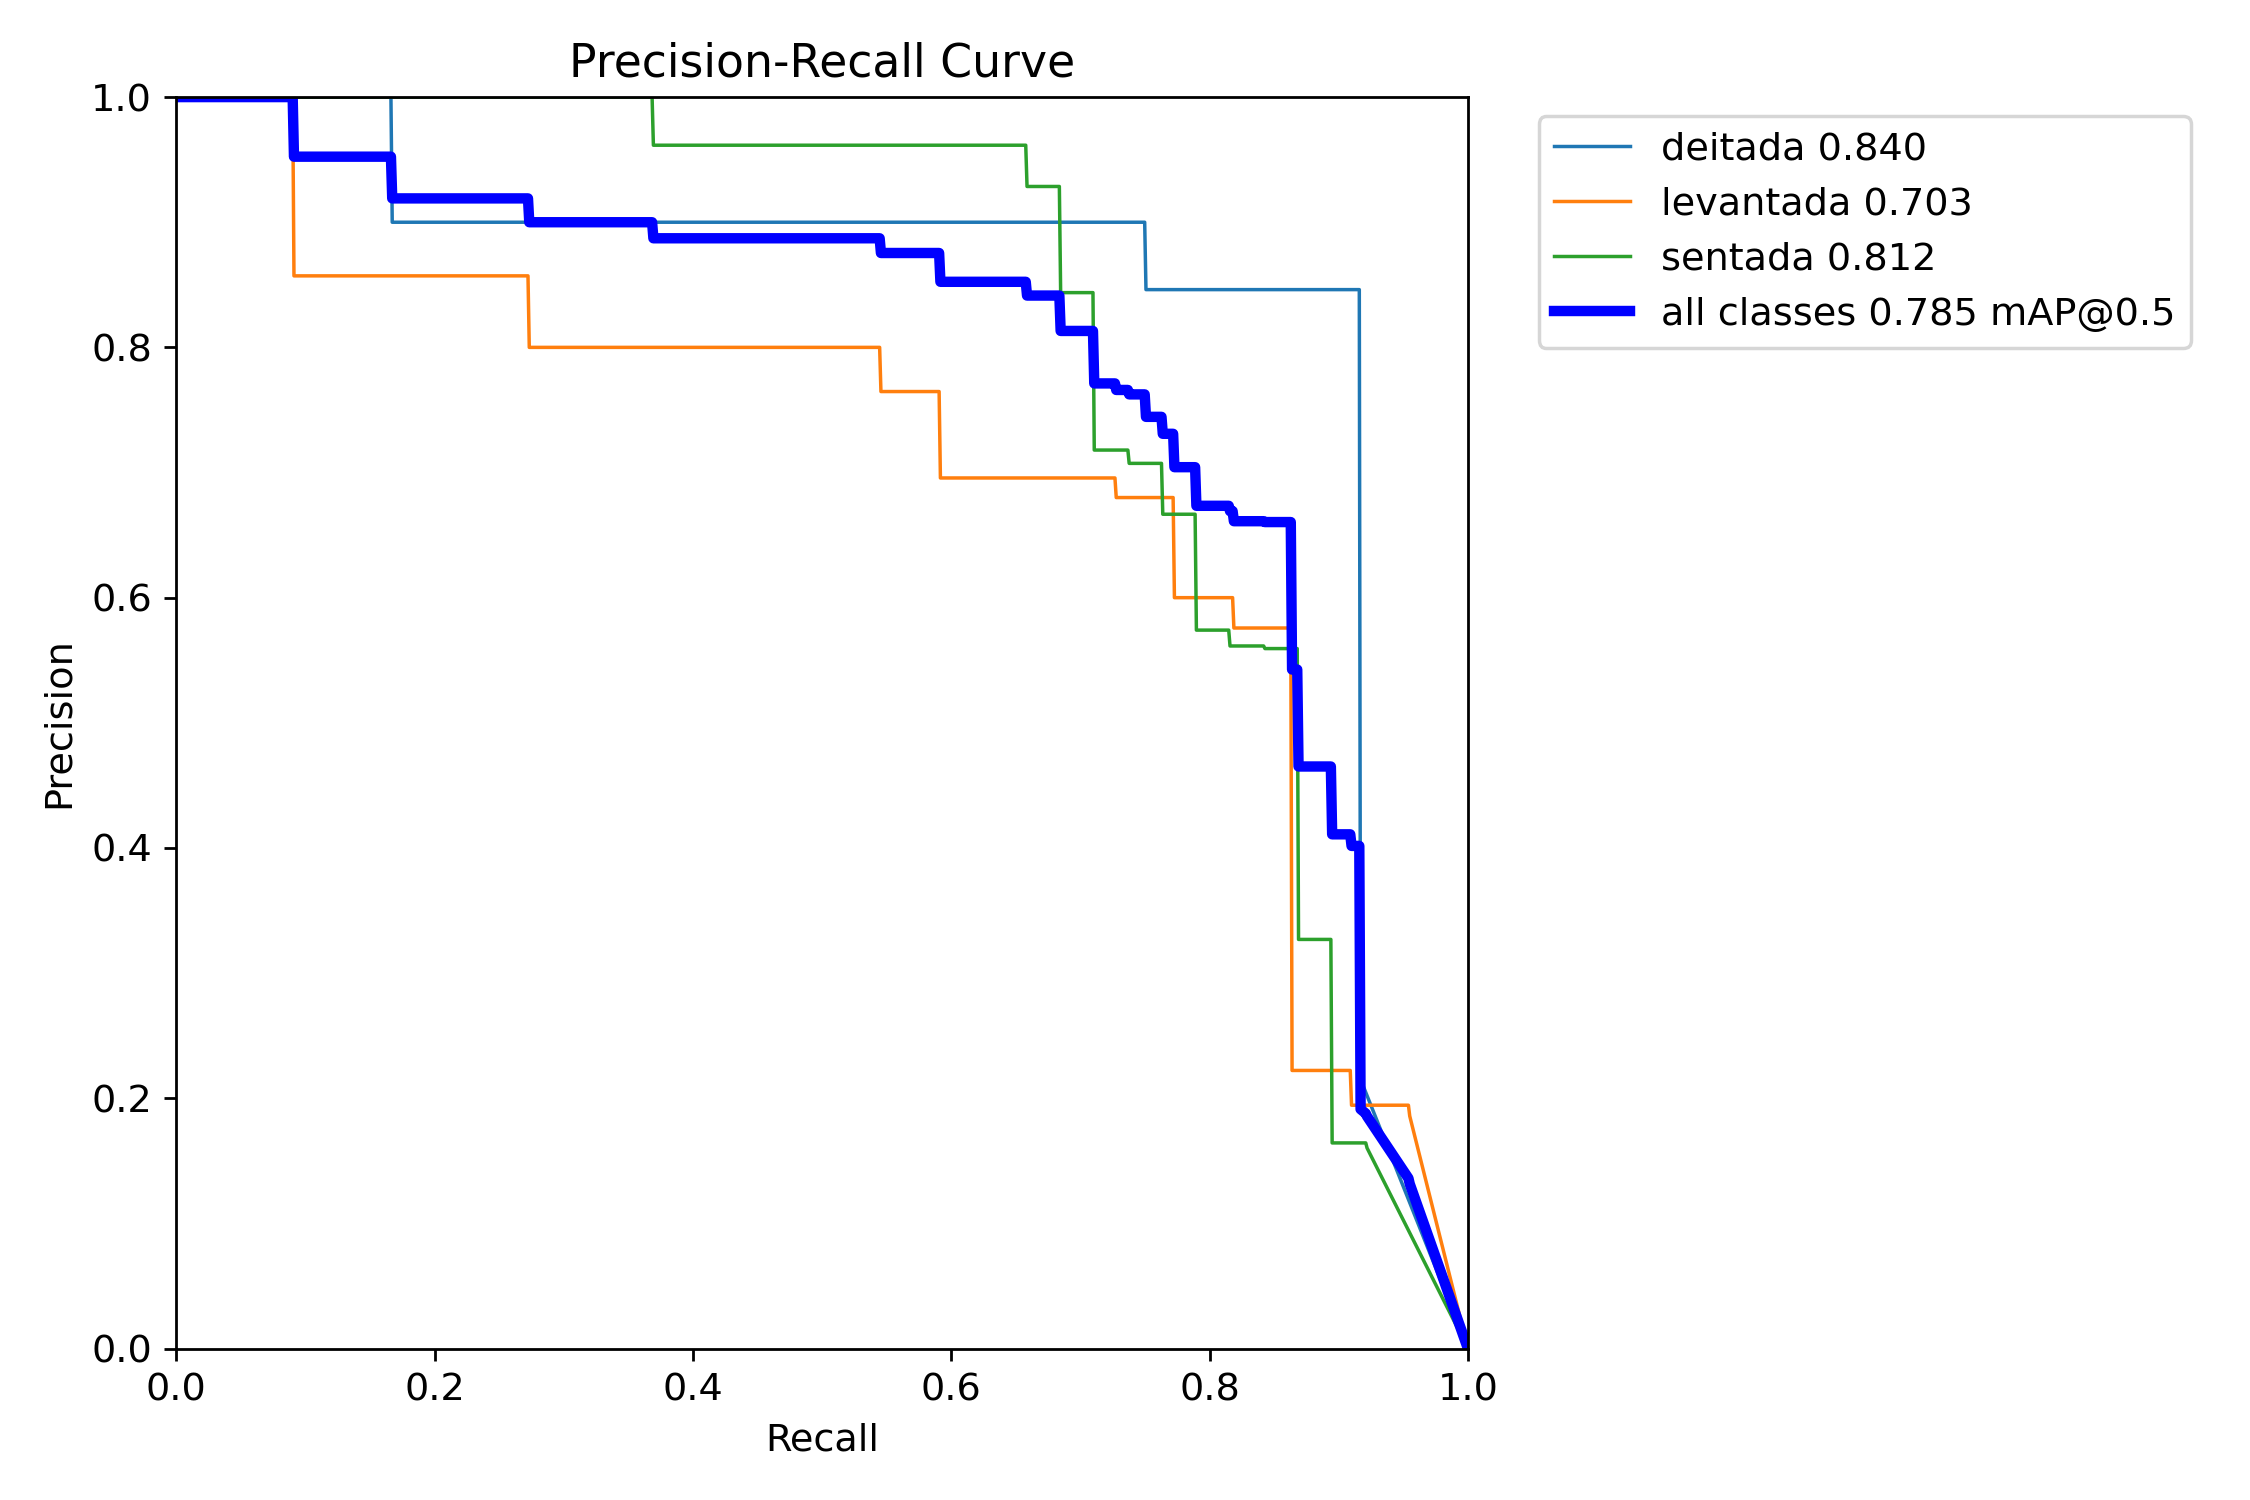 Precision-Recall Curve
1.0
0.8
0.6
0.4
0.2
0.0
Precision
0.0 0.2 0.4 0.6 0.8 1.0
Recall
deitada 0.840
levantada 0.703
sentada 0.812
all classes 0.785 mAP@0.5